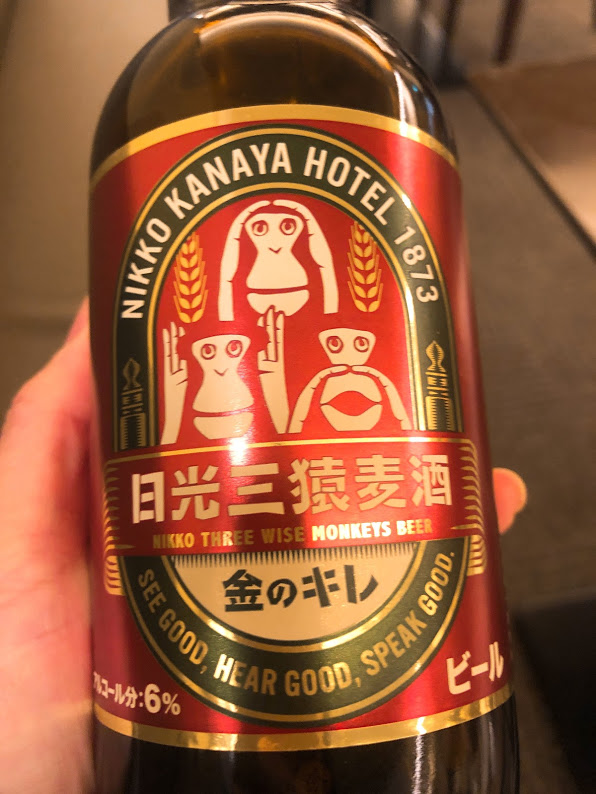 NIKKO KANAYA HOTEL 1873
日光三猿麦酒
NIKKO THREE WISE MONKEYS BEER
金のキレ
SEE GOOD, HEAR GOOD, SPEAK GOOD.
アルコール分:6%
ビール